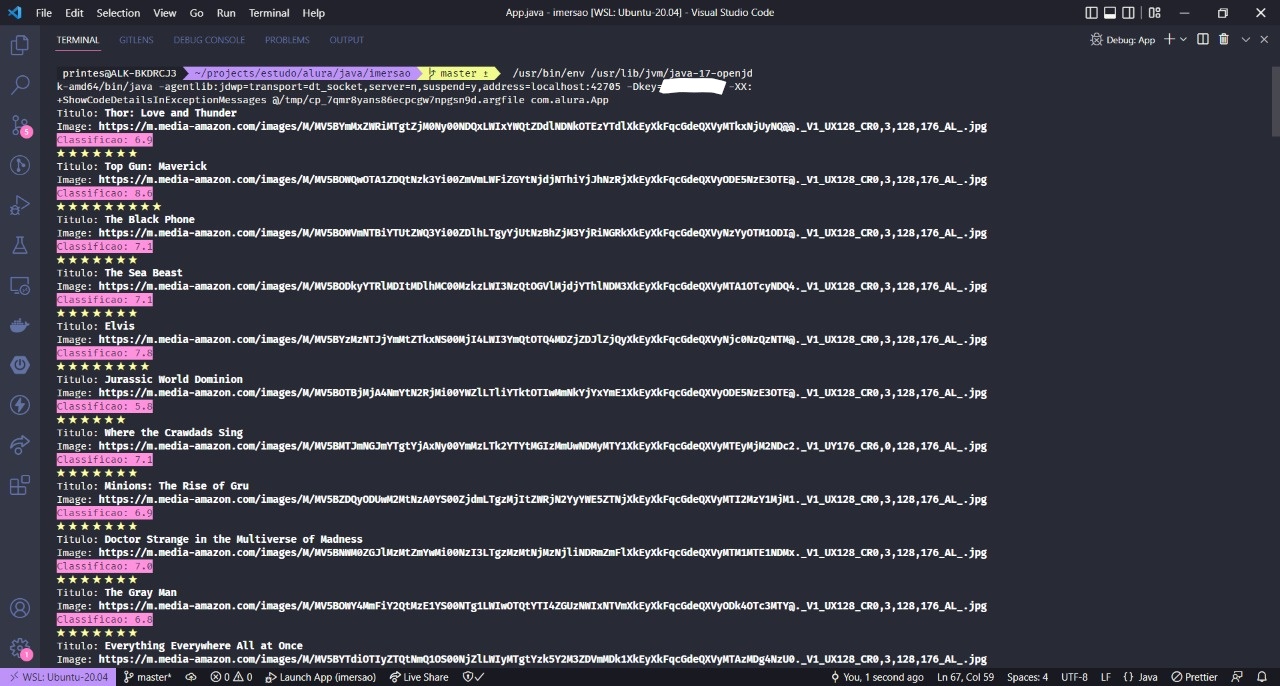 File Edit Selection View Go Run Terminal Help App.java - imersao [WSL: Ubuntu-20.04] - Visual Studio Code
TERMINAL GITLENS DEBUG CONSOLE PROBLEMS OUTPUT Debug: App
printes@ALK-BKDRCJ3 ~/projects/estudo/alura/java/imersao master ± /usr/bin/env /usr/lib/jvm/java-17-openjd
k-amd64/bin/java -agentlib:jdwp=transport=dt_socket,server=n,suspend=y,address=localhost:42705 -Dkey= -XX:
+ShowCodeDetailsInExceptionMessages @/tmp/cp_7qmr8yans86ecpcgw7npgsn9d.argfile com.alura.App
Titulo: Thor: Love and Thunder
Image: https://m.media-amazon.com/images/M/MV5BYmMxZWRiMTgtZjM0Ny00NDQxLWIxYWQtZDdlNDNkOTEzYTdlXkEyXkFqcGdeQXVyMTkxNjUyNQ@@._V1_UX128_CR0,3,128,176_AL_.jpg
Classificao: 6.9
★★★★★★★
Titulo: Top Gun: Maverick
Image: https://m.media-amazon.com/images/M/MV5BOWQwOTA1ZDQtNzk3Yi00ZmVmLWFiZGYtNjdjNThiYjJhNzRjXkEyXkFqcGdeQXVyODE5NzE3OTE@._V1_UX128_CR0,3,128,176_AL_.jpg
Classificao: 8.6
★★★★★★★★★
Titulo: The Black Phone
Image: https://m.media-amazon.com/images/M/MV5BOWVmNTBiYTUtZWQ3Yi00ZDlhLTgyYjUtNzBhZjM3YjRiNGRkXkEyXkFqcGdeQXVyNzYyOTM1ODI@._V1_UX128_CR0,3,128,176_AL_.jpg
Classificao: 7.1
★★★★★★★
Titulo: The Sea Beast
Image: https://m.media-amazon.com/images/M/MV5BODkyYTRlMDItMDlhMC00MzkzLWI3NzQtOGVlMjdjYThlNDM3XkEyXkFqcGdeQXVyMTA1OTcyNDQ4._V1_UX128_CR0,3,128,176_AL_.jpg
Classificao: 7.1
★★★★★★★
Titulo: Elvis
Image: https://m.media-amazon.com/images/M/MV5BYzMzNTJjYmMtZTkxNS00MjI4LWI3YmQtOTQ4MDZjZDJlZjQyXkEyXkFqcGdeQXVyNjc0NzQzNTM@._V1_UX128_CR0,3,128,176_AL_.jpg
Classificao: 7.8
★★★★★★★★
Titulo: Jurassic World Dominion
Image: https://m.media-amazon.com/images/M/MV5BOTBjMjA4NmYtN2RjMi00YWZlLTliYTktOTIwMmNkYjYxYmE1XkEyXkFqcGdeQXVyODE5NzE3OTE@._V1_UX128_CR0,3,128,176_AL_.jpg
Classificao: 5.8
★★★★★★
Titulo: Where the Crawdads Sing
Image: https://m.media-amazon.com/images/M/MV5BMTJmNGJmYTgtYjAxNy00YmMzLTk2YTYtMGIzMmUwNDMyMTY1XkEyXkFqcGdeQXVyMTEyMjM2NDc2._V1_UY176_CR6,0,128,176_AL_.jpg
Classificao: 7.1
★★★★★★★
Titulo: Minions: The Rise of Gru
Image: https://m.media-amazon.com/images/M/MV5BZDQyODUwM2MtNzA0YS00ZjdmLTgzMjItZWRjN2YyYWE5ZTNjXkEyXkFqcGdeQXVyMTI2MzY1MjM1._V1_UX128_CR0,3,128,176_AL_.jpg
Classificao: 6.9
★★★★★★★
Titulo: Doctor Strange in the Multiverse of Madness
Image: https://m.media-amazon.com/images/M/MV5BNWM0ZGJlMzMtZmYwMi00NzI3LTgzMzMtNjMzNjliNDRmZmFlXkEyXkFqcGdeQXVyMTM1MTE1NDMx._V1_UX128_CR0,3,128,176_AL_.jpg
Classificao: 7.0
★★★★★★★
Titulo: The Gray Man
Image: https://m.media-amazon.com/images/M/MV5BOWY4MmFiY2QtMzE1YS00NTg1LWIwOTQtYTI4ZGUzNWIxNTVmXkEyXkFqcGdeQXVyODk4OTc3MTY@._V1_UX128_CR0,3,128,176_AL_.jpg
Classificao: 6.8
★★★★★★★
Titulo: Everything Everywhere All at Once
Image: https://m.media-amazon.com/images/M/MV5BYTdiOTIyZTQtNmQ1OS00NjZlLWIyMTgtYzk5Y2M3ZDVmMDk1XkEyXkFqcGdeQXVyMTAzMDg4NzU0._V1_UX128_CR0,3,128,176_AL_.jpg
WSL: Ubuntu-20.04 master* 0 0 Launch App (imersao) Live Share You, 1 second ago Ln 67, Col 59 Spaces: 4 UTF-8 LF {} Java Prettier